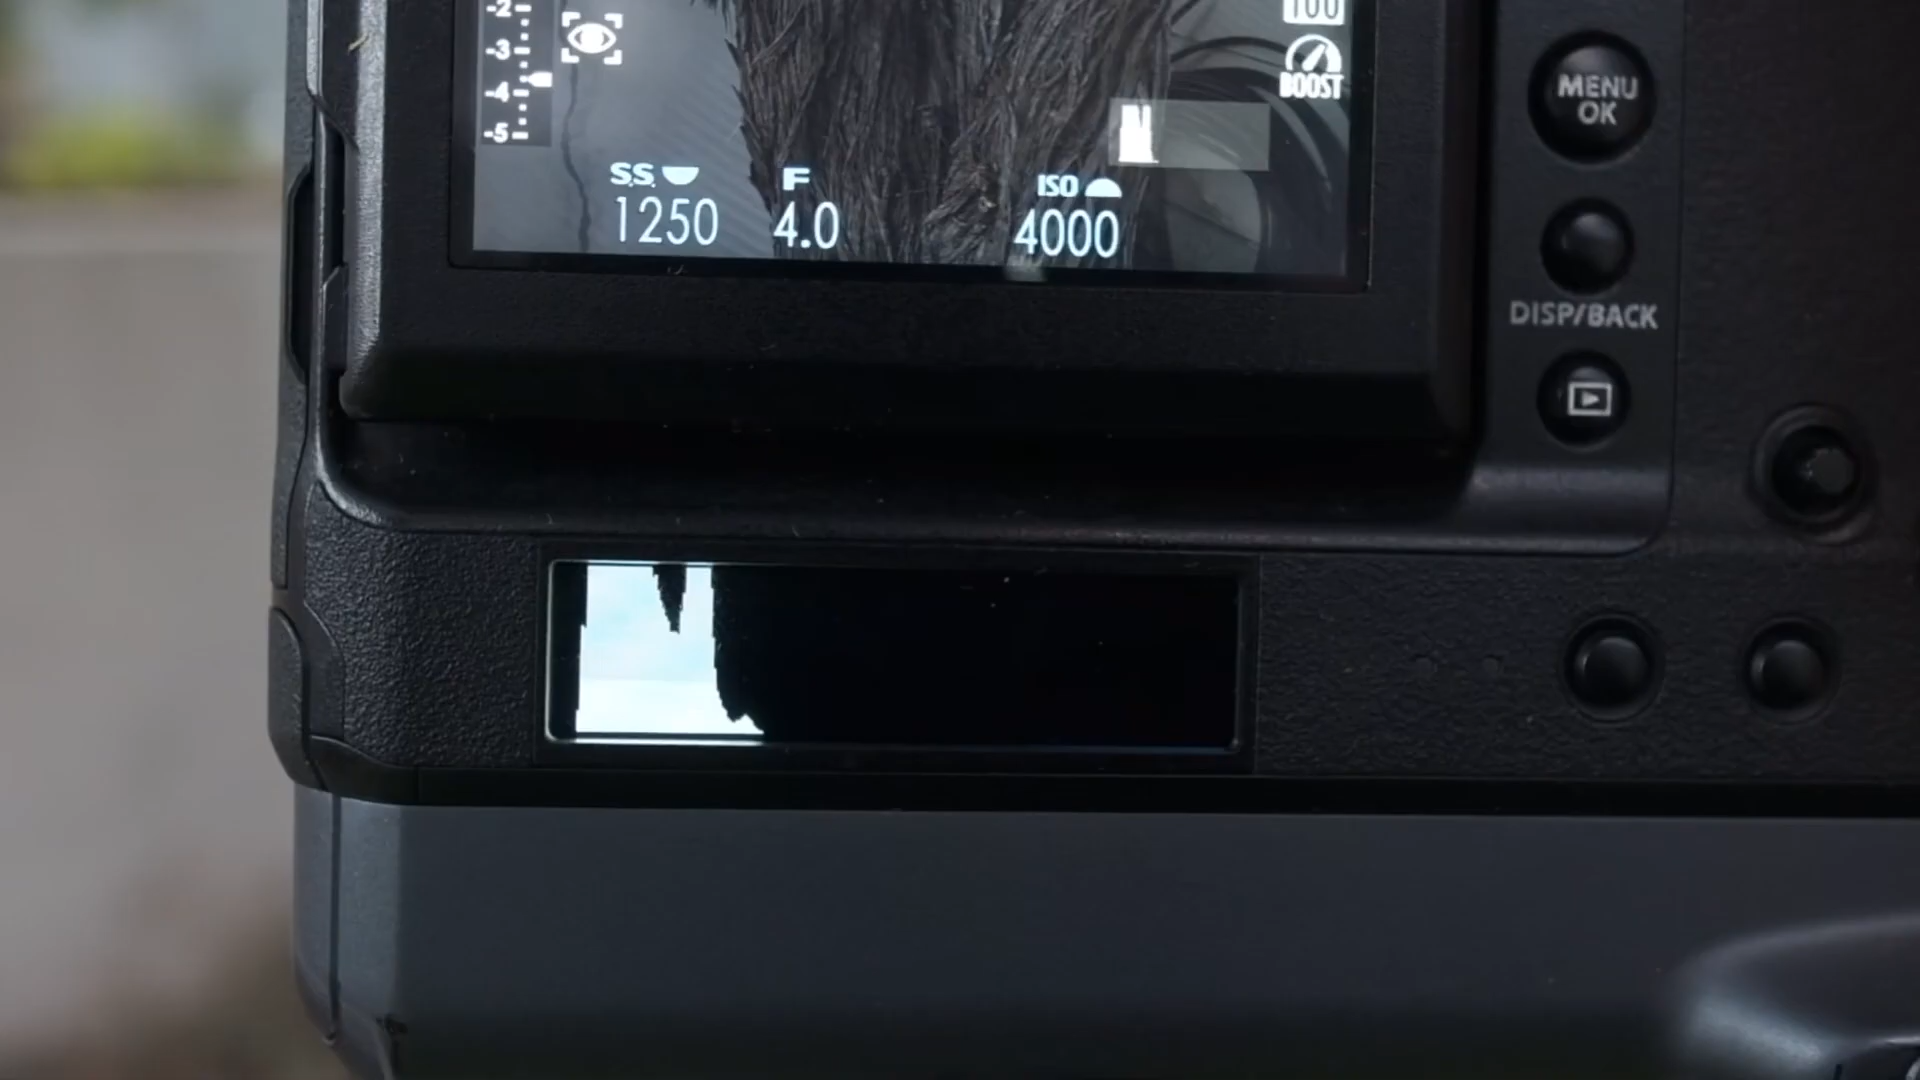 -2
-3
-4
-5
100
BOOST
S.S.
1250
F
4.0
ISO
4000
MENU
OK
DISP/BACK